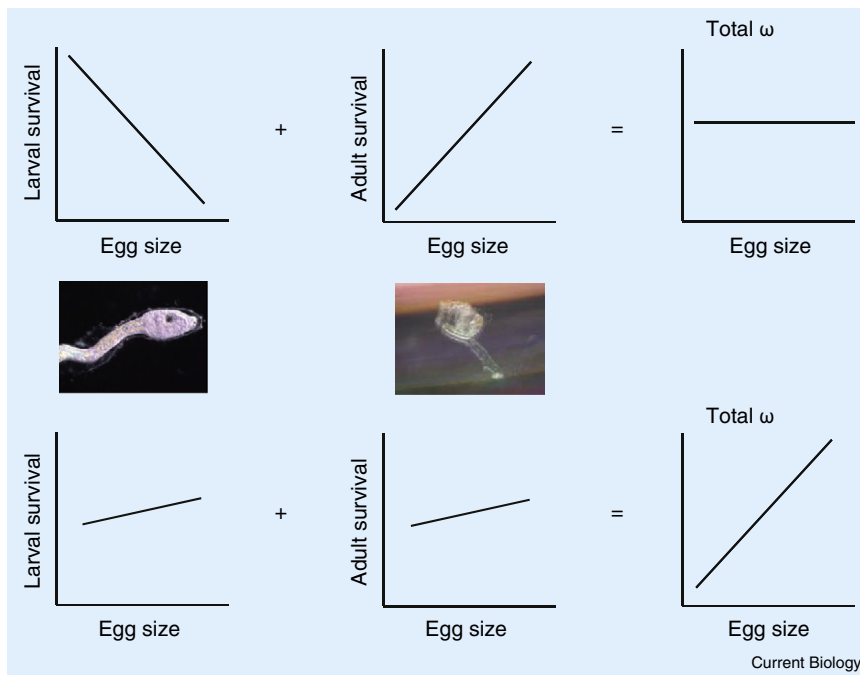 Total ω
Larval survival
+
Adult survival
=
Egg size
Egg size
Egg size
Total ω
Larval survival
+
Adult survival
=
Egg size
Egg size
Egg size
Current Biology